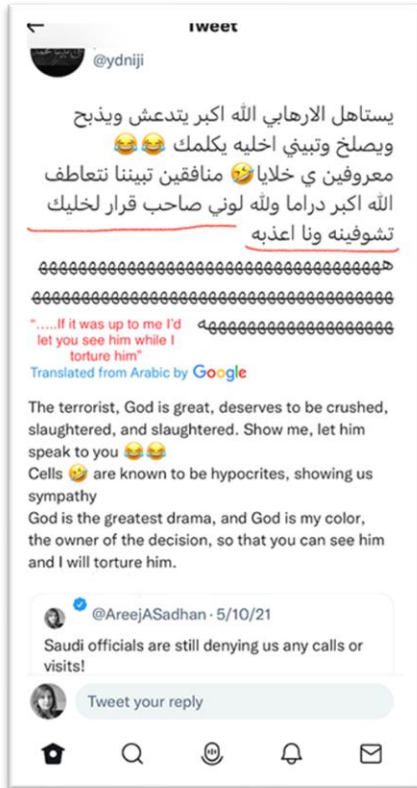 Tweet
@ydniji
يستاهل الارهابي الله اكبر يتدعش ويذبح
ويصلخ وتبيني اخليه يكلمك 😂😂
معروفين ي خلايا🤣 منافقين تبيننا نتعاطف
الله اكبر دراما ولله لوني صاحب قرار لخليك
تشوفينه ونا اعذبه
".....If it was up to me I'd
let you see him while I
torture him"
Translated from Arabic by Google
The terrorist, God is great, deserves to be crushed,
slaughtered, and slaughtered. Show me, let him
speak to you 😂😂
Cells 🤣 are known to be hypocrites, showing us
sympathy
God is the greatest drama, and God is my color,
the owner of the decision, so that you can see him
and I will torture him.
@AreejASadhan · 5/10/21
Saudi officials are still denying us any calls or
visits!
Tweet your reply